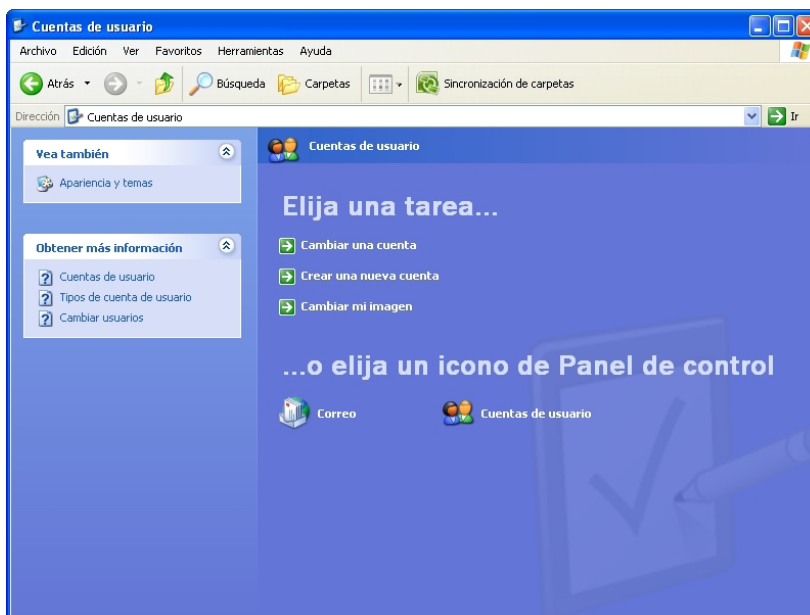 Cuentas de usuario
Archivo Edición Ver Favoritos Herramientas Ayuda
Atrás Búsqueda Carpetas Sincronización de carpetas
Dirección Cuentas de usuario Ir
Vea también
Apariencia y temas
Obtener más información
Cuentas de usuario
Tipos de cuenta de usuario
Cambiar usuarios
Cuentas de usuario
Elija una tarea...
Cambiar una cuenta
Crear una nueva cuenta
Cambiar mi imagen
...o elija un icono de Panel de control
Correo Cuentas de usuario